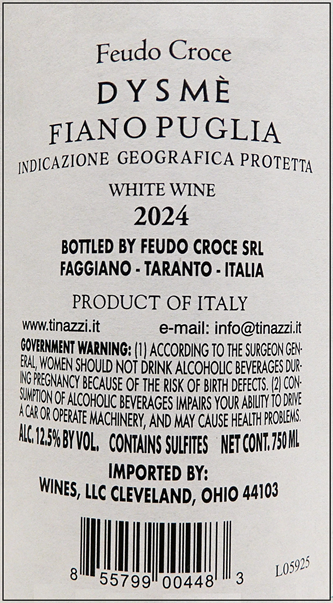 Feudo Croce
DYSMÈ
FIANO PUGLIA
INDICAZIONE GEOGRAFICA PROTETTA
WHITE WINE
2024
BOTTLED BY FEUDO CROCE SRL
FAGGIANO - TARANTO - ITALIA
PRODUCT OF ITALY
www.tinazzi.it e-mail: info@tinazzi.it
GOVERNMENT WARNING: (1) ACCORDING TO THE SURGEON GEN-
ERAL, WOMEN SHOULD NOT DRINK ALCOHOLIC BEVERAGES DUR-
ING PREGNANCY BECAUSE OF THE RISK OF BIRTH DEFECTS. (2) CON-
SUMPTION OF ALCOHOLIC BEVERAGES IMPAIRS YOUR ABILITY TO DRIVE
A CAR OR OPERATE MACHINERY, AND MAY CAUSE HEALTH PROBLEMS.
ALC. 12.5% BY VOL. CONTAINS SULFITES NET CONT. 750 ML
IMPORTED BY:
WINES, LLC CLEVELAND, OHIO 44103
8 55799 00448 3
L05925